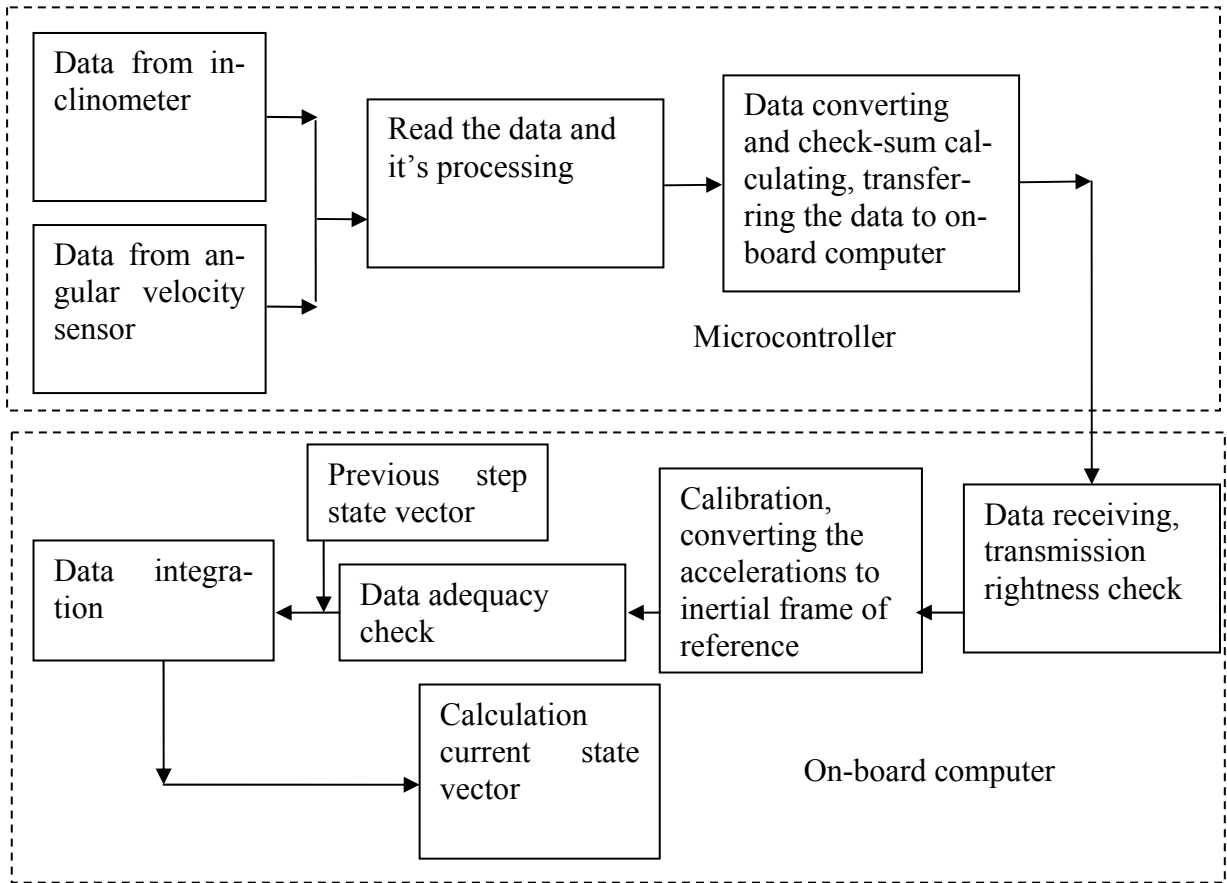 Data from in-
clinometer
Data from an-
gular velocity
sensor
Read the data and
it's processing
Data converting
and check-sum cal-
culating, transfer-
ring the data to on-
board computer
Microcontroller
Data receiving,
transmission
rightness check
Calibration,
converting the
accelerations to
inertial frame of
reference
Data adequacy
check
Previous step
state vector
Data integra-
tion
Calculation
current state
vector
On-board computer